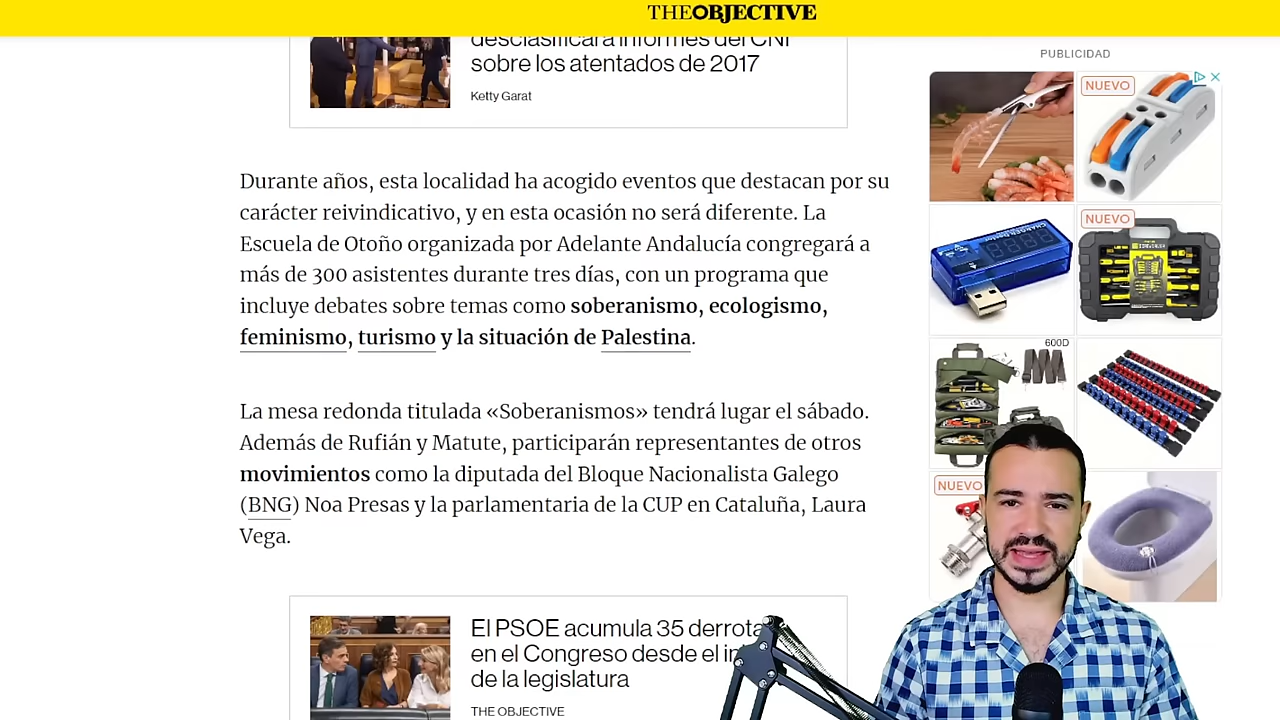 THEOBJECTIVE
desclasificará informes del CNI
sobre los atentados de 2017
Ketty Garat
PUBLICIDAD
NUEVO
NUEVO
600D
NUEVO
Durante años, esta localidad ha acogido eventos que destacan por su
carácter reivindicativo, y en esta ocasión no será diferente. La
Escuela de Otoño organizada por Adelante Andalucía congregará a
más de 300 asistentes durante tres días, con un programa que
incluye debates sobre temas como soberanismo, ecologismo,
feminismo, turismo y la situación de Palestina.
La mesa redonda titulada «Soberanismos» tendrá lugar el sábado.
Además de Rufián y Matute, participarán representantes de otros
movimientos como la diputada del Bloque Nacionalista Galego
(BNG) Noa Presas y la parlamentaria de la CUP en Cataluña, Laura
Vega.
El PSOE acumula 35 derrota
en el Congreso desde el in
de la legislatura
THE OBJECTIVE